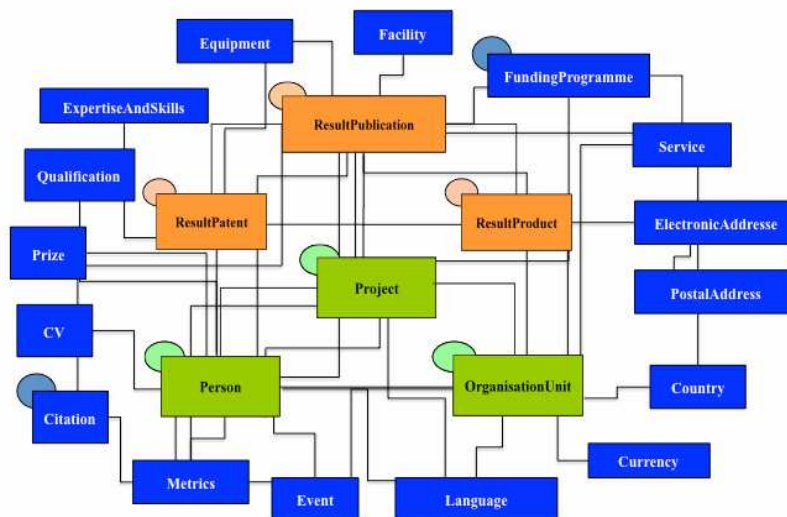 Facility
Equipment
FundingProgramme
ExpertiseAndSkills
ResultPublication
Service
Qualification
ResultPatent
ResultProduct
ElectronicAddresse
Prize
Project
PostalAddress
CV
Person
OrganisationUnit
Country
Citation
Currency
Metrics
Event
Language